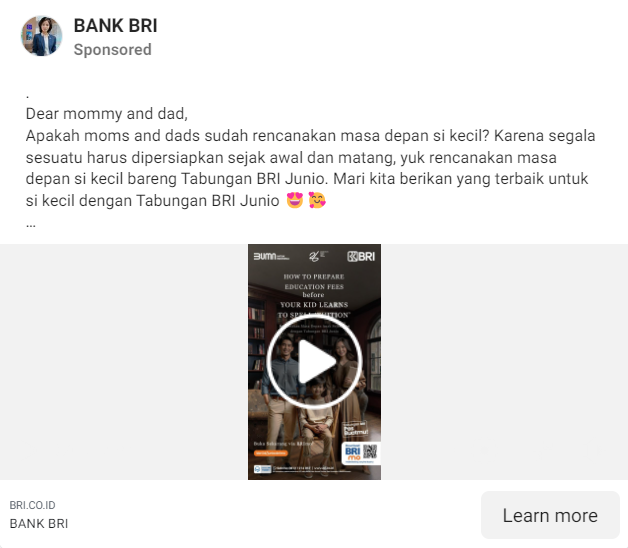 BANK BRI
Sponsored
.
Dear mommy and dad,
Apakah moms and dads sudah rencanakan masa depan si kecil? Karena segala
sesuatu harus dipersiapkan sejak awal dan matang, yuk rencanakan masa
depan si kecil bareng Tabungan BRI Junio. Mari kita berikan yang terbaik untuk
si kecil dengan Tabungan BRI Junio 😍 🥰
...
BUMN
BRI
HOW TO PREPARE
EDUCATION FEES
before
YOUR KID LEARNS
TO SPELL
BRI
mo
BRI.CO.ID
BANK BRI
Learn more